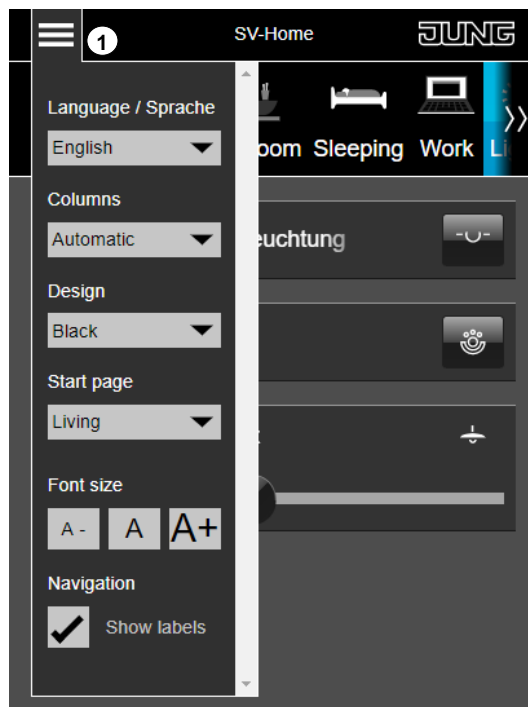 1
SV-Home
JUNG
Language / Sprache
English
oom Sleeping Work Li
Columns
Automatic
euchtung
Design
Black
Start page
Living
Font size
A - A A+
Navigation
Show labels